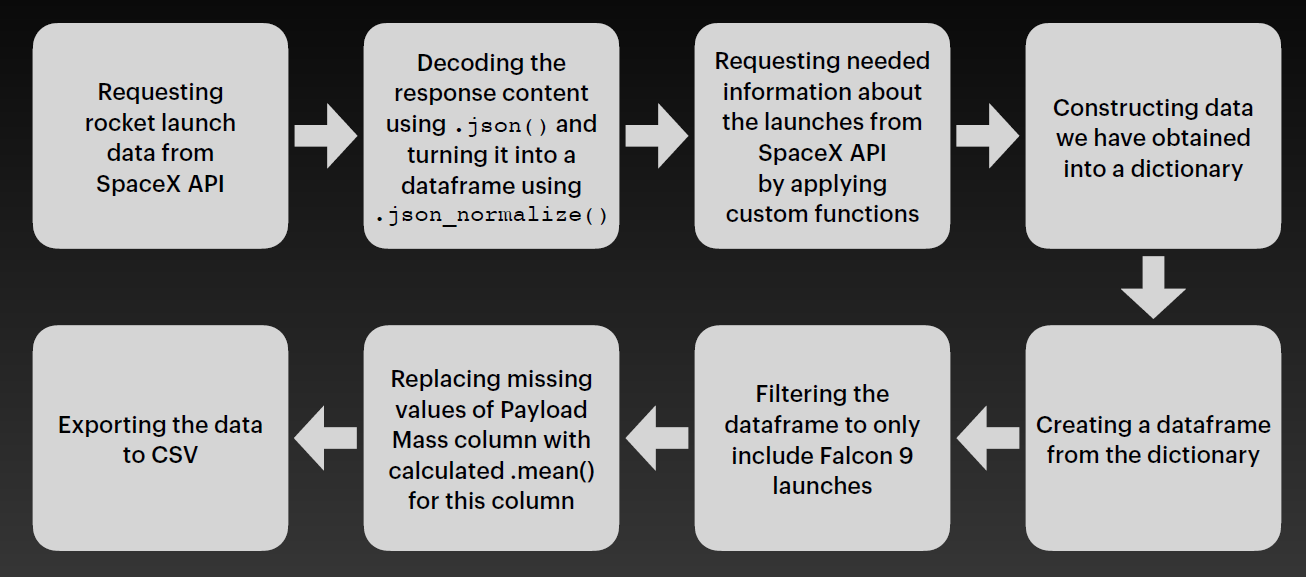 Requesting
rocket launch
data from
SpaceX API
Decoding the
response content
using .json() and
turning it into a
dataframe using
.json_normalize()
Requesting needed
information about
the launches from
SpaceX API
by applying
custom functions
Constructing data
we have obtained
into a dictionary
Creating a dataframe
from the dictionary
Filtering the
dataframe to only
include Falcon 9
launches
Replacing missing
values of Payload
Mass column with
calculated .mean()
for this column
Exporting the data
to CSV